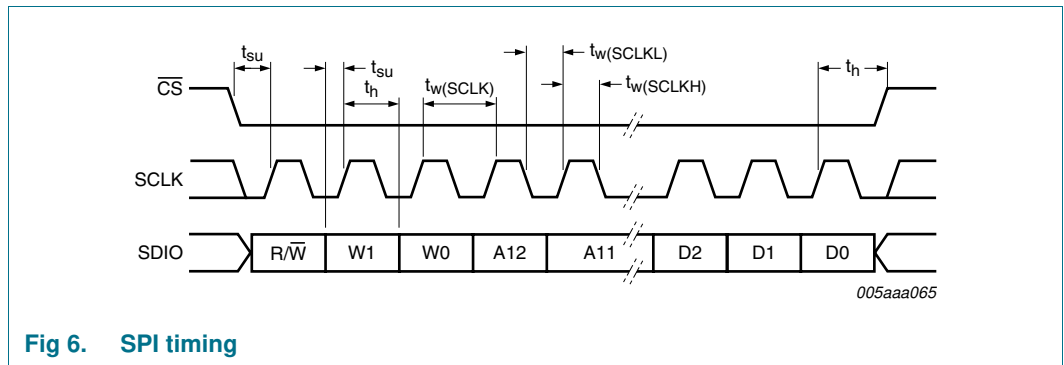 tsu
tsu
tw(SCLKL)
th
CS
th
tw(SCLK)
tw(SCLKH)
SCLK
SDIO R/W W1 W0 A12 A11 D2 D1 D0
005aaa065
Fig 6. SPI timing